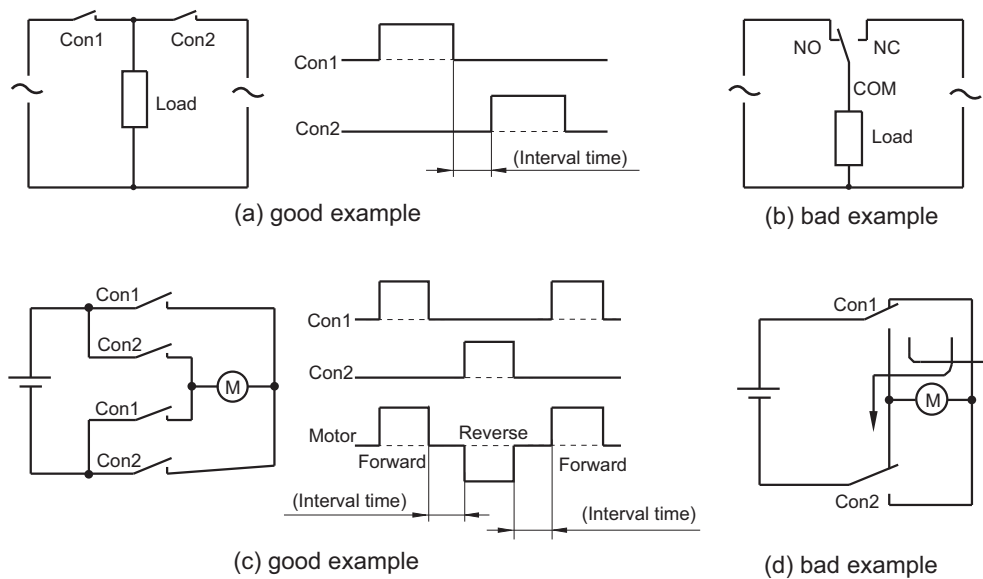 Con1
Con2
Load
Con1
Con2
(Interval time)
(a) good example
NO
NC
COM
Load
(b) bad example
Con1
Con2
Con1
Con2
M
Con1
Con2
Motor
Reverse
Forward
Forward
(Interval time)
(Interval time)
(c) good example
Con1
M
Con2
(d) bad example